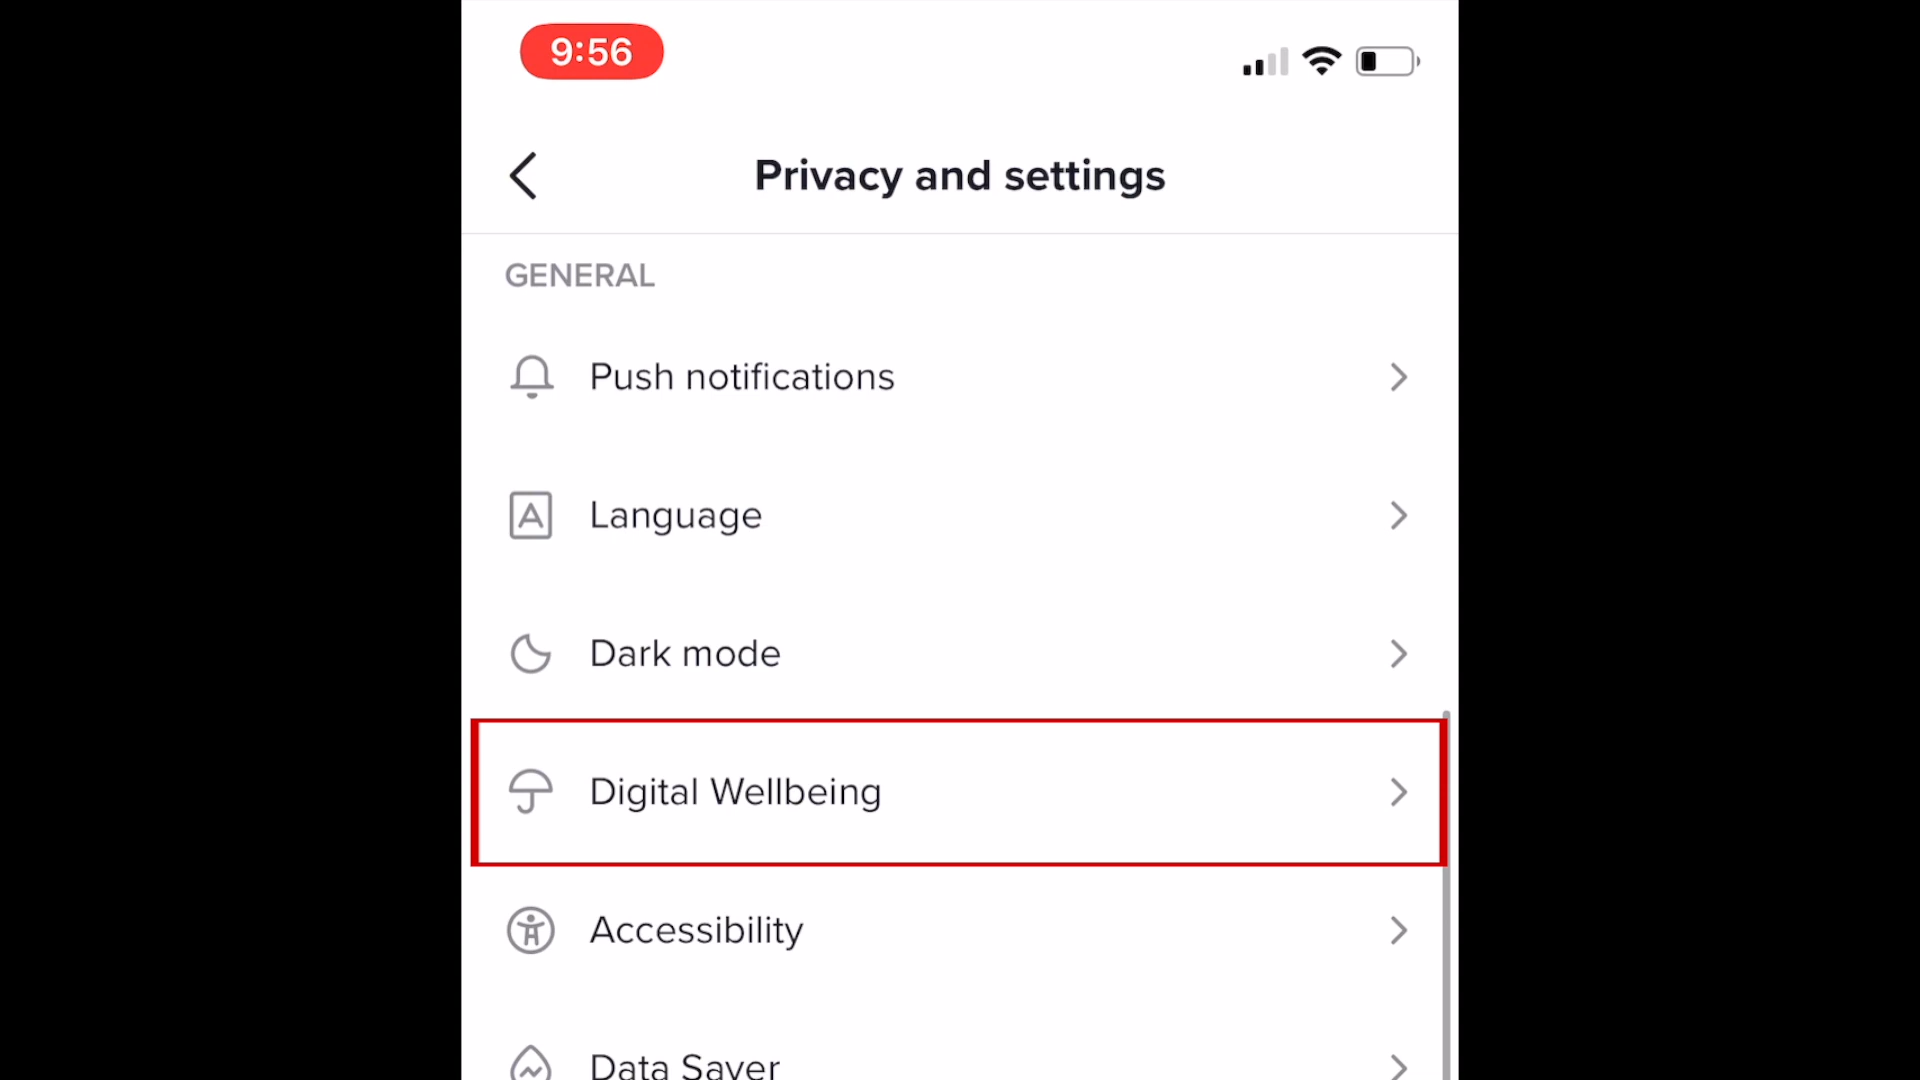 9:56
Privacy and settings
GENERAL
Push notifications
Language
Dark mode
Digital Wellbeing
Accessibility
Data Saver